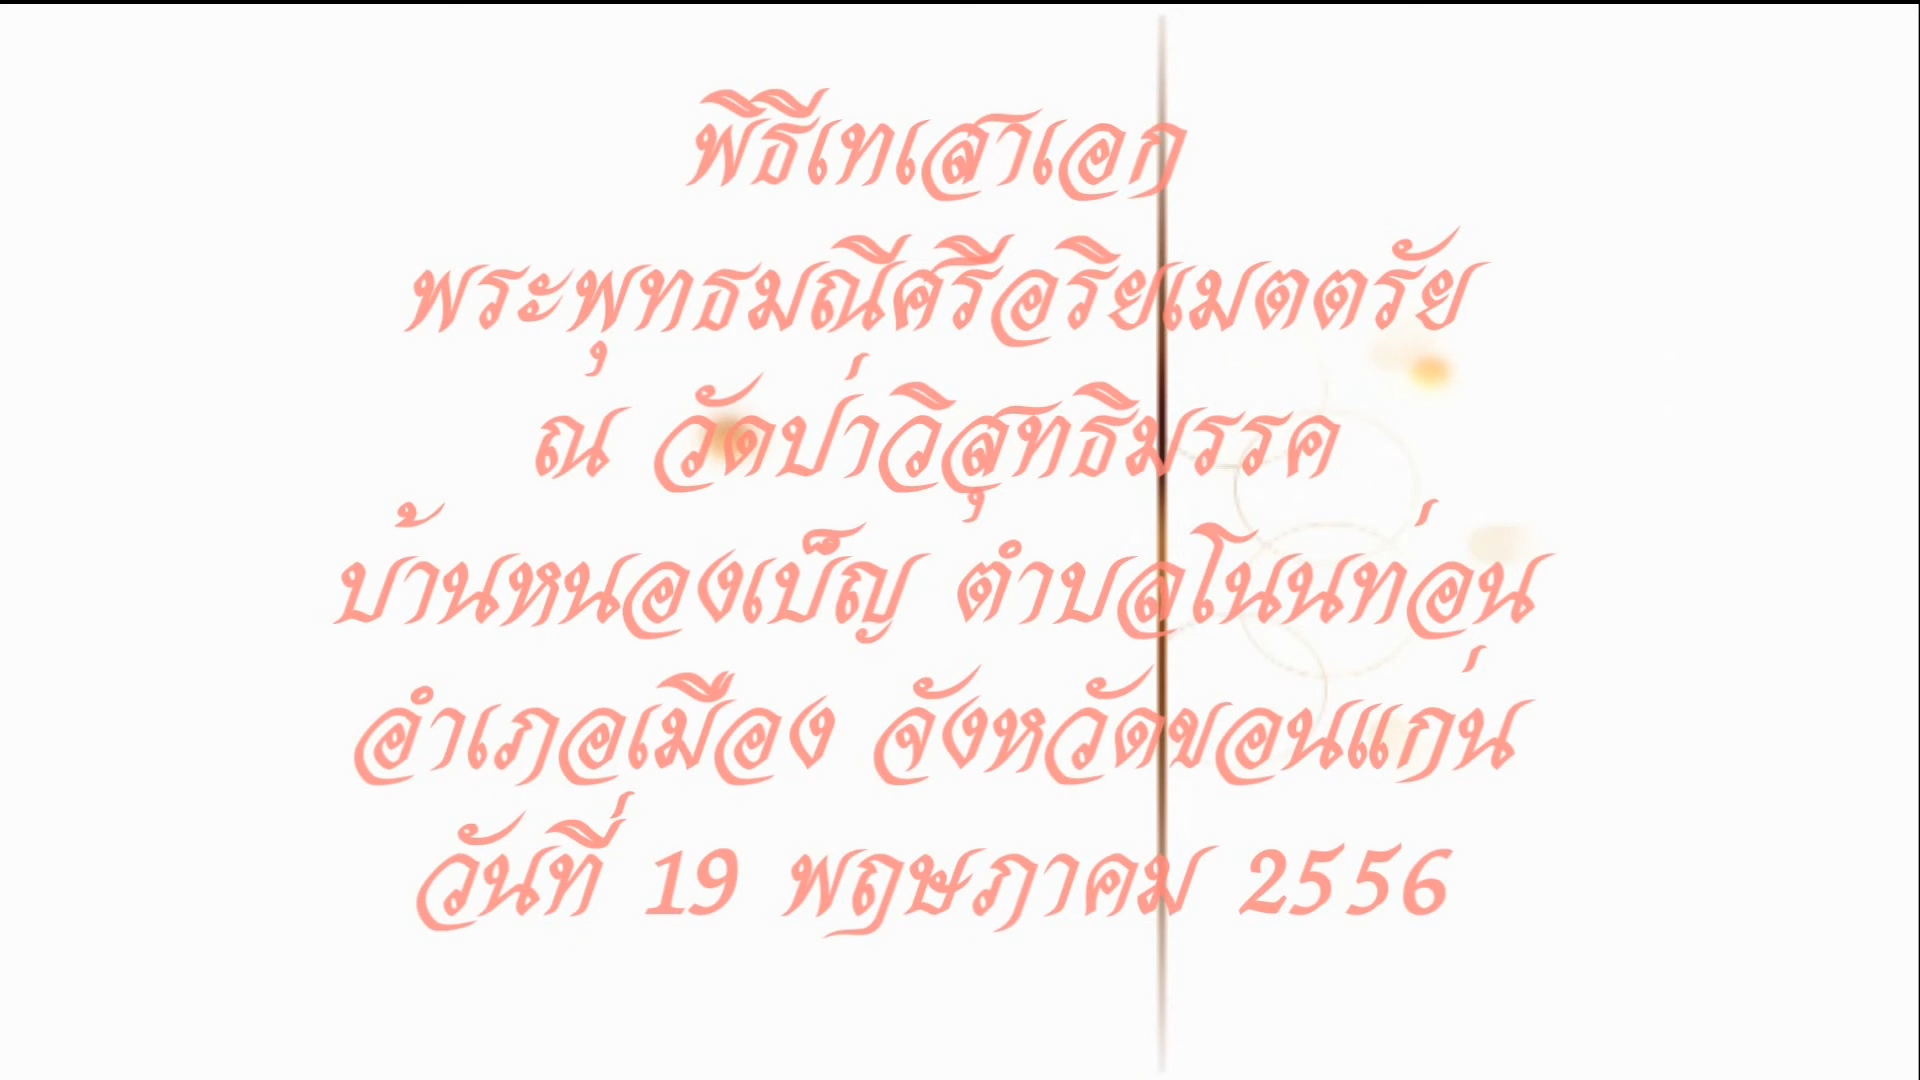 พิธีเทเสาเอก
พระพุทธมณีศรีอริยเมตตรัย
ณ วัดป่าวิสุทธิมรรค
บ้านหนองเบ็ญ ตำบลโนนท่อน
อำเภอเมือง จังหวัดขอนแก่น
วันที่ 19 พฤษภาคม 2556